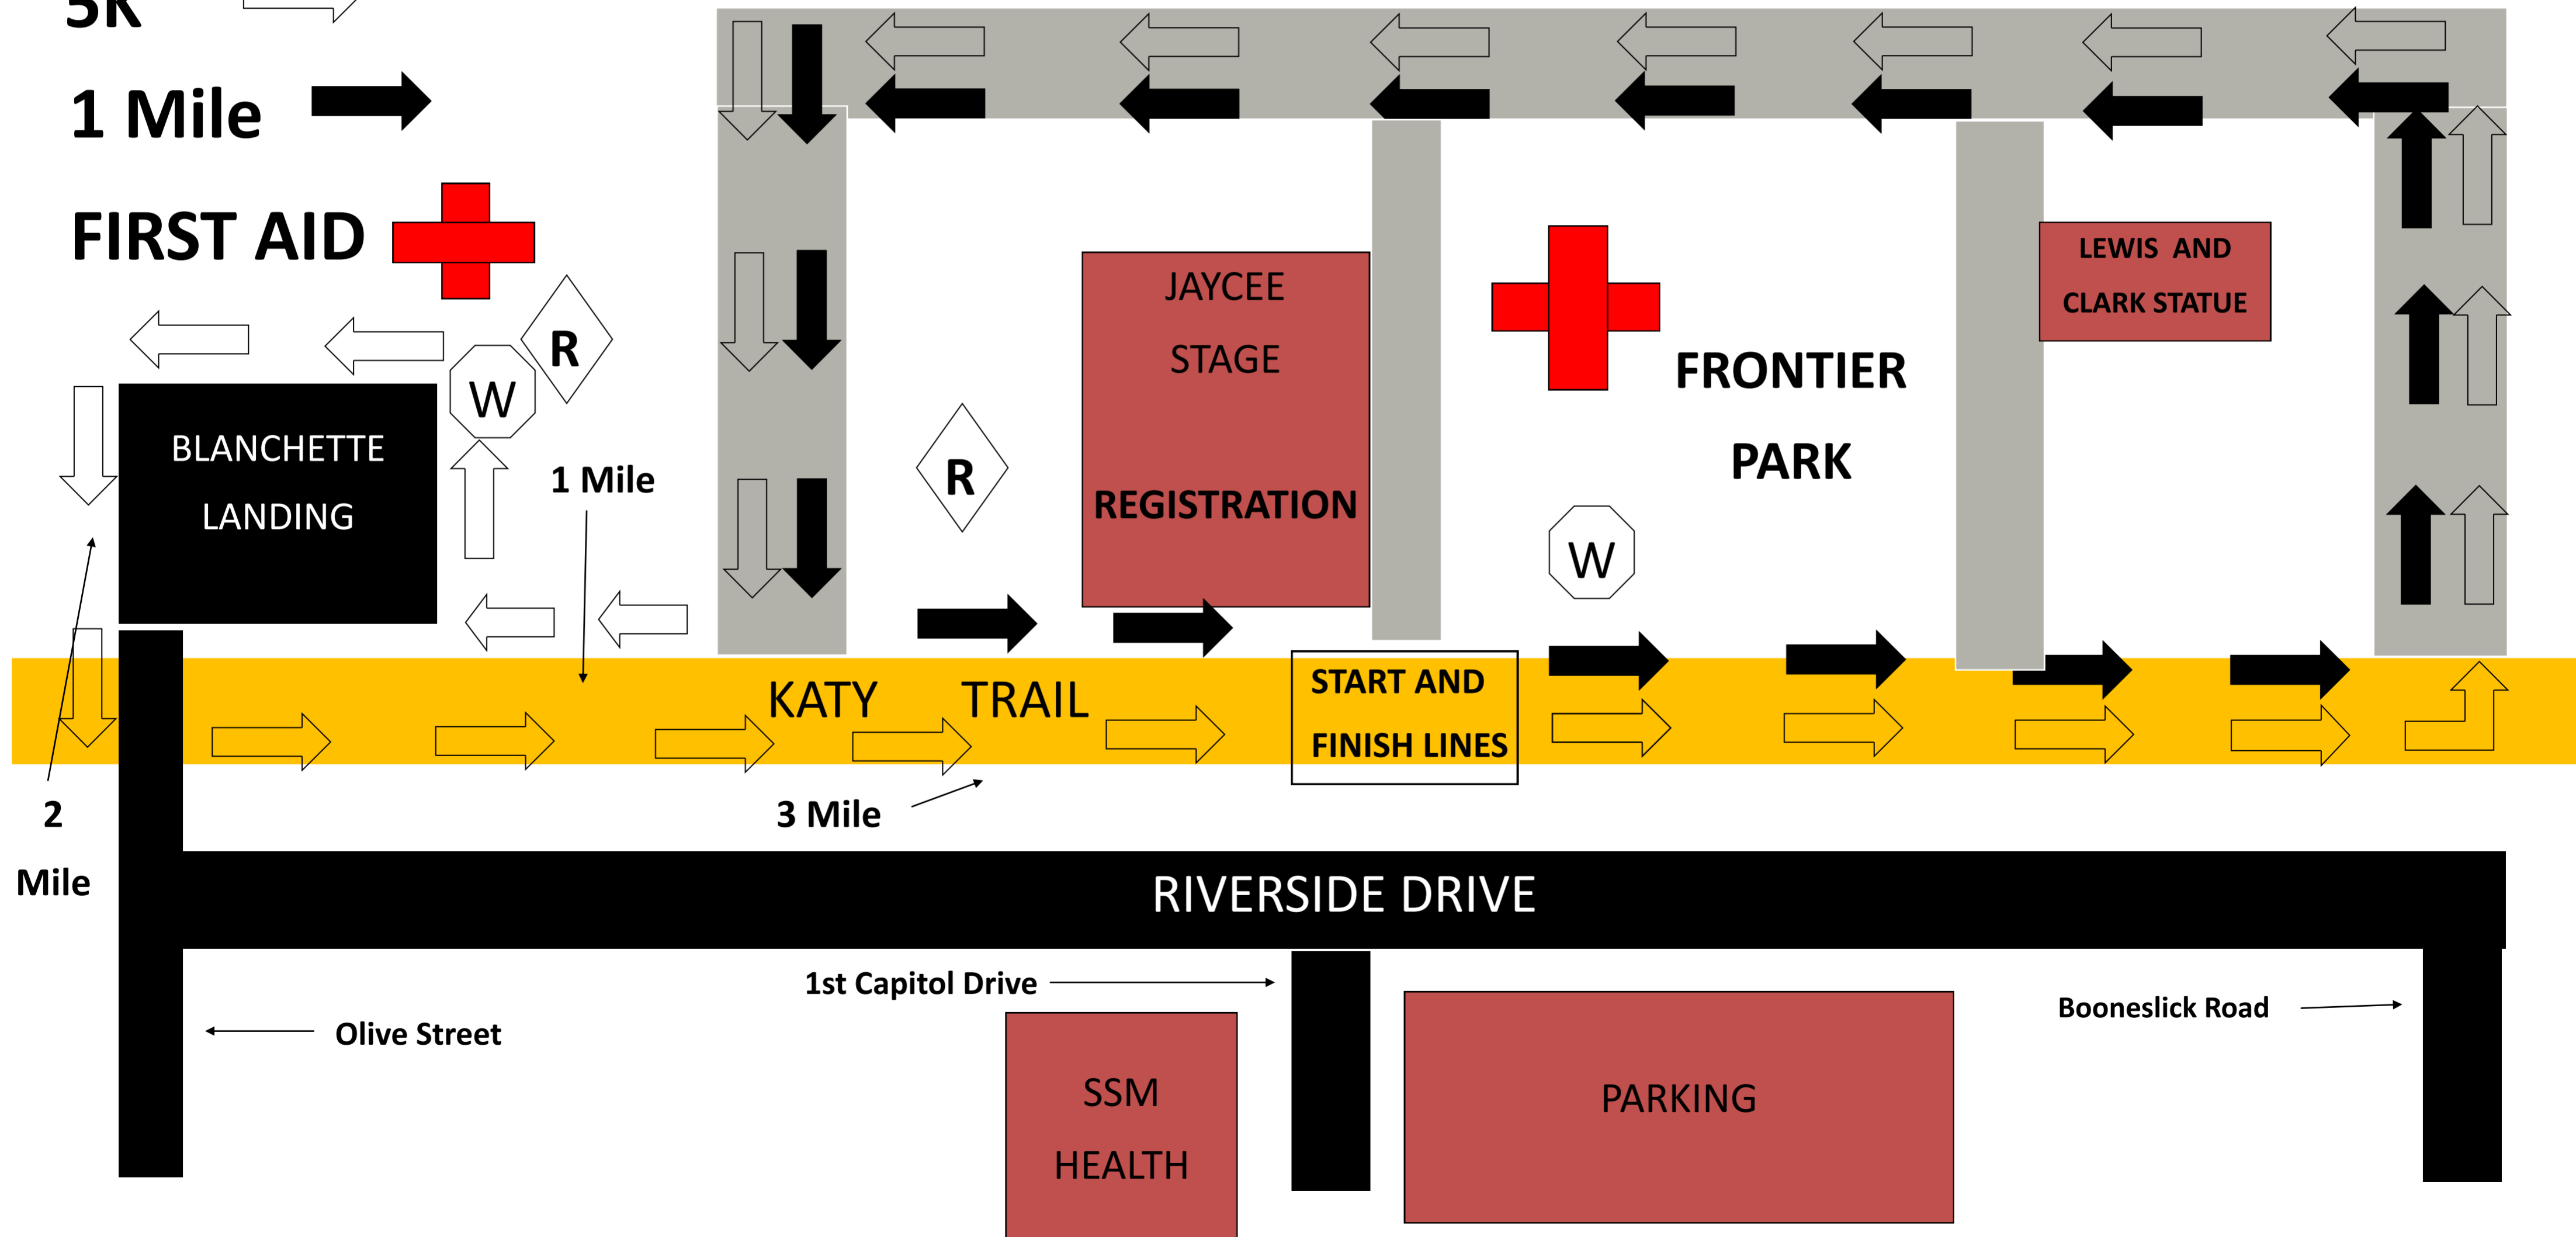 5K
1 Mile
FIRST AID
R
W
BLANCHETTE
LANDING
1 Mile
R
JAYCEE
STAGE
REGISTRATION
FRONTIER
PARK
W
LEWIS AND
CLARK STATUE
KATY TRAIL
START AND
FINISH LINES
2
Mile
3 Mile
RIVERSIDE DRIVE
1st Capitol Drive
Booneslick Road
Olive Street
SSM
HEALTH
PARKING